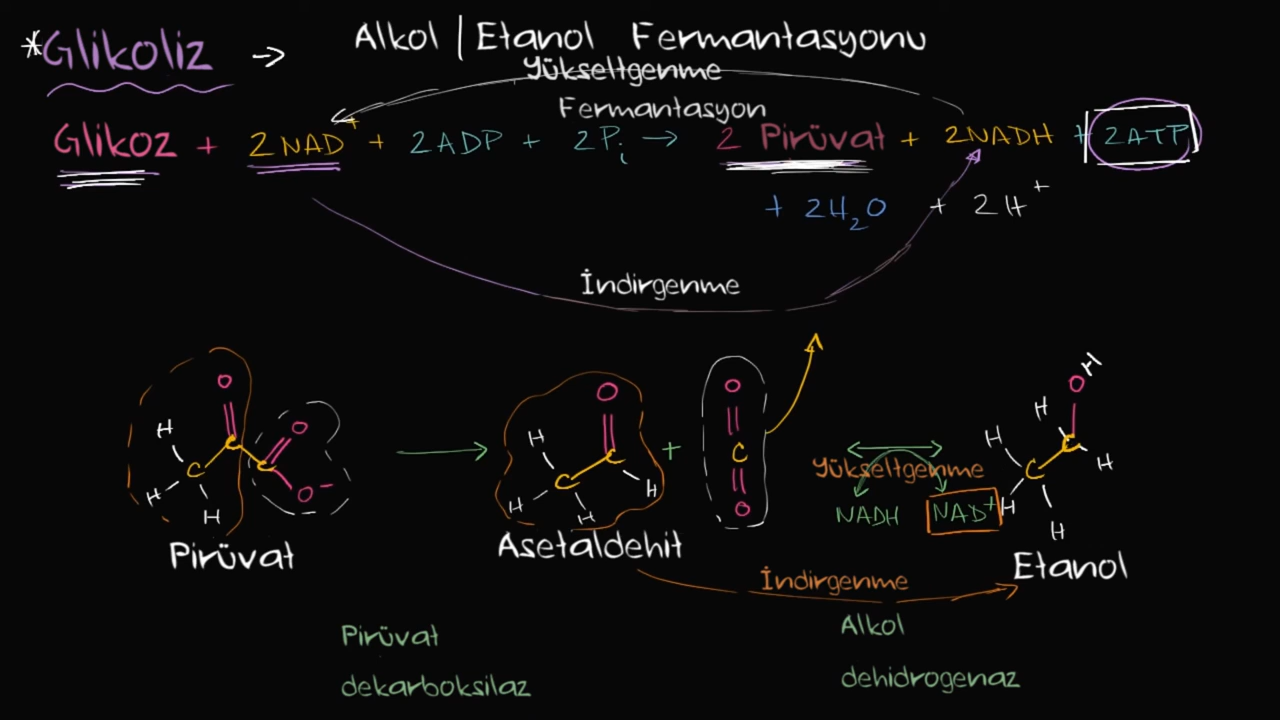 *Glikoliz → Alkol | Etanol Fermantasyonu
Yükseltgenme
Fermantasyon
Glikoz + 2NAD⁺ + 2ADP + 2Pᵢ → 2 Pirüvat + 2NADH + 2ATP
+ 2H₂O + 2H⁺
İndirgenme
H H C H C O C O O⁻
H H C H C O H
+
O C O
Yükseltgenme
NADH NAD⁺
H H C H C O H H H
Pirüvat
Asetaldehit
Etanol
İndirgenme
Pirüvat
dekarboksilaz
Alkol
dehidrogenaz